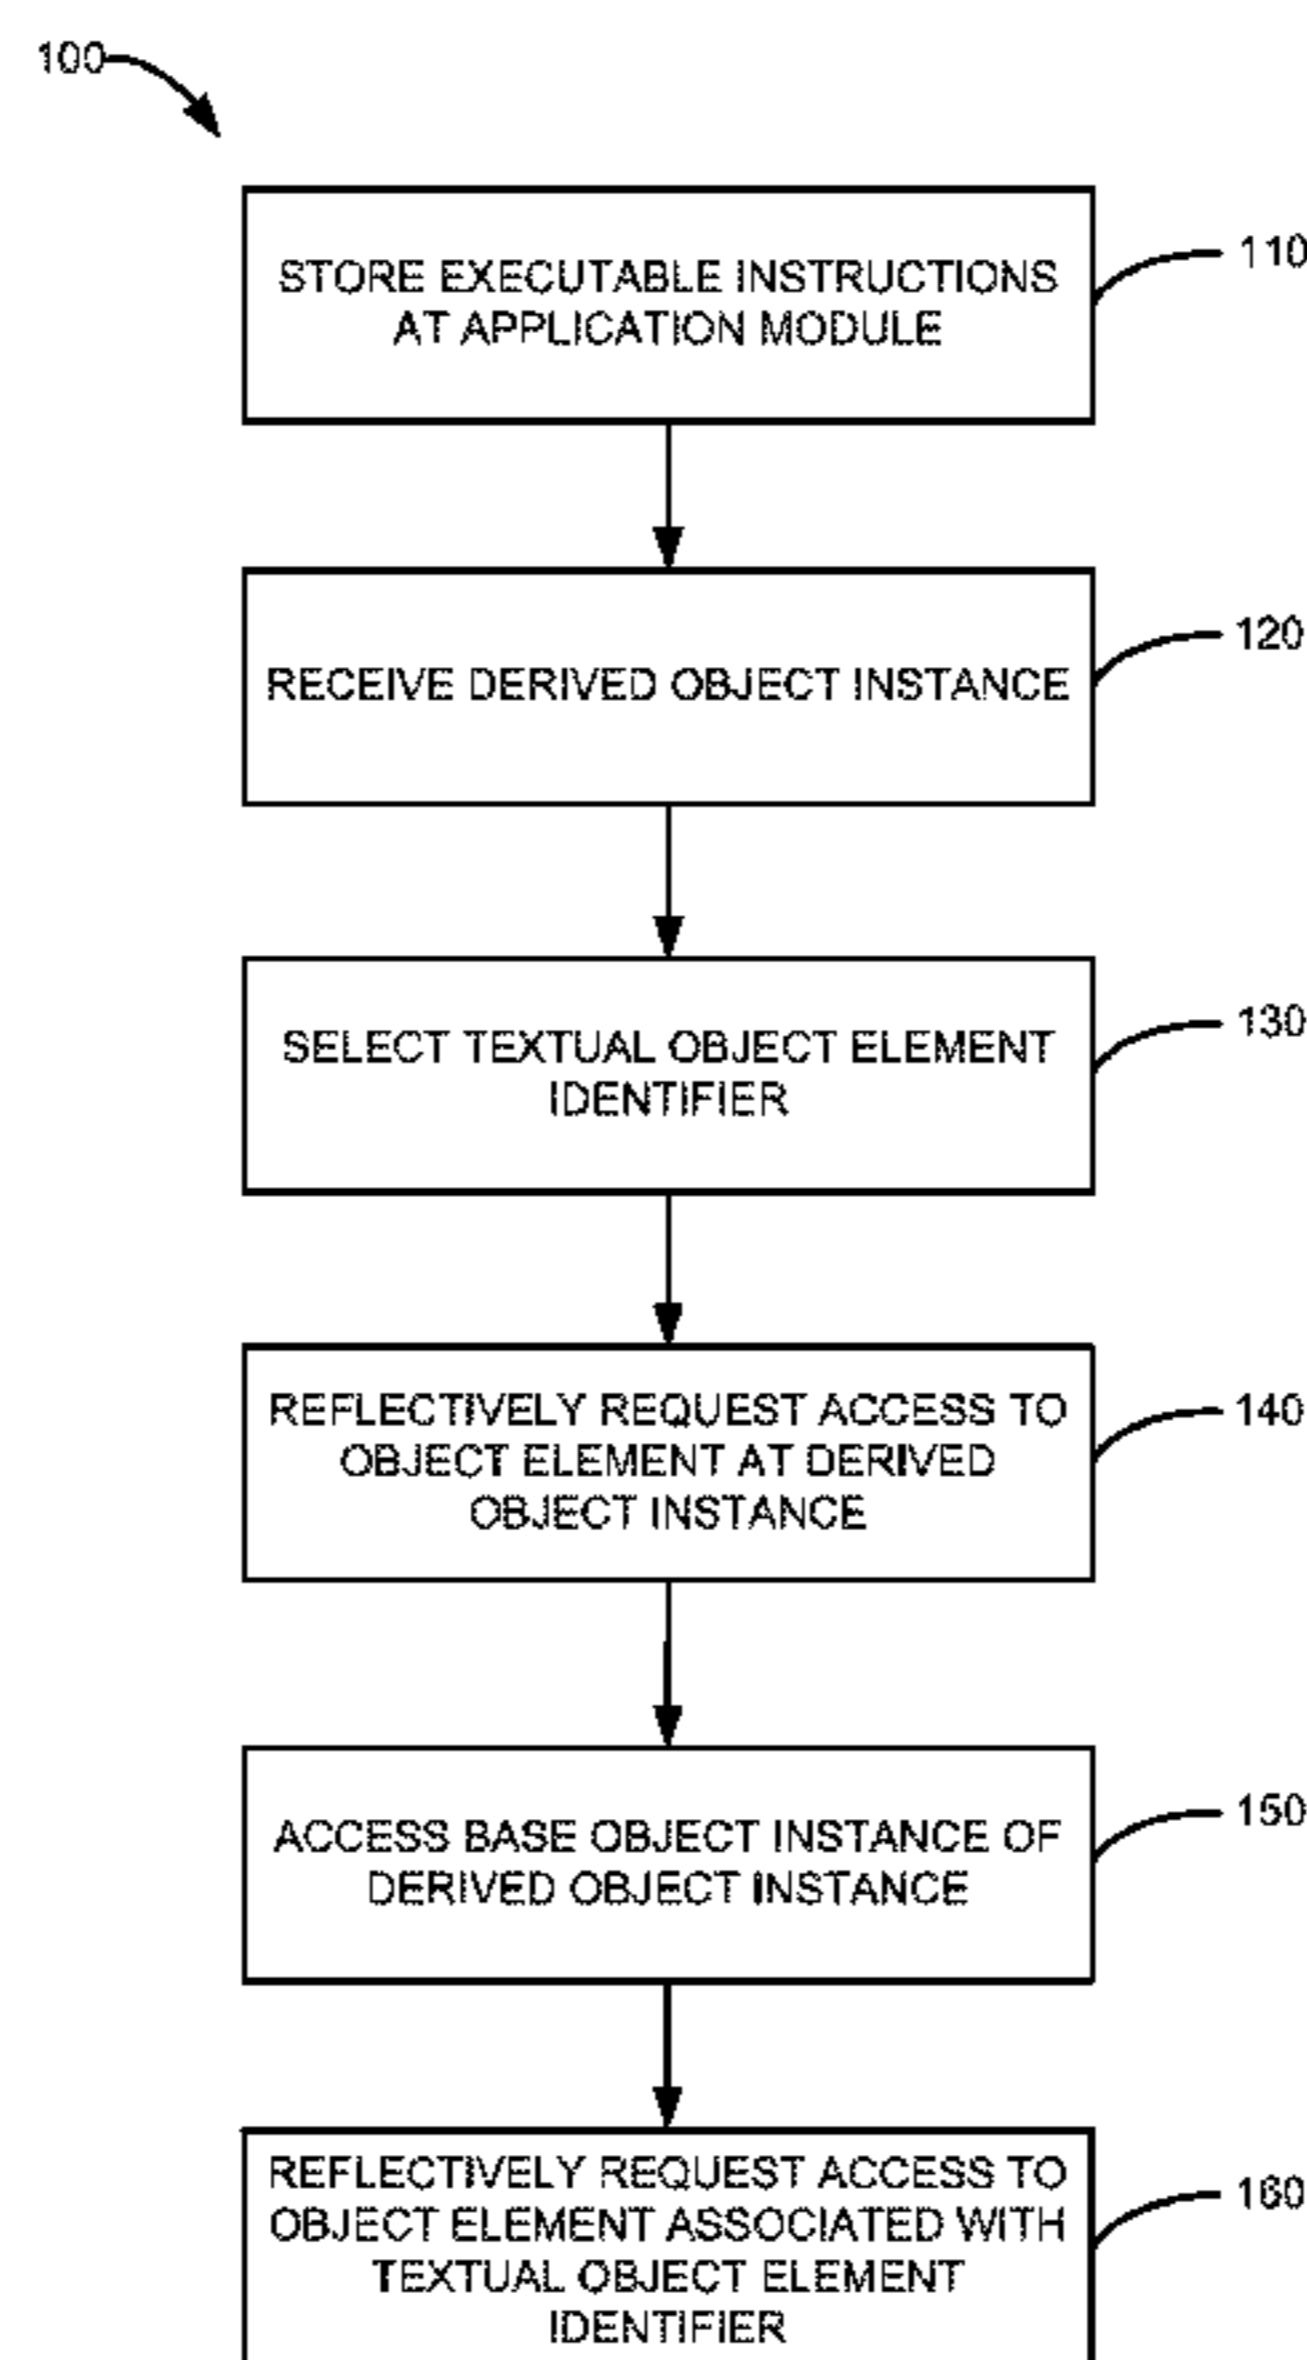 100
STORE EXECUTABLE INSTRUCTIONS
AT APPLICATION MODULE
110
RECEIVE DERIVED OBJECT INSTANCE
120
SELECT TEXTUAL OBJECT ELEMENT
IDENTIFIER
130
REFLECTIVELY REQUEST ACCESS TO
OBJECT ELEMENT AT DERIVED
OBJECT INSTANCE
140
ACCESS BASE OBJECT INSTANCE OF
DERIVED OBJECT INSTANCE
150
REFLECTIVELY REQUEST ACCESS TO
OBJECT ELEMENT ASSOCIATED WITH
TEXTUAL OBJECT ELEMENT
IDENTIFIER
160